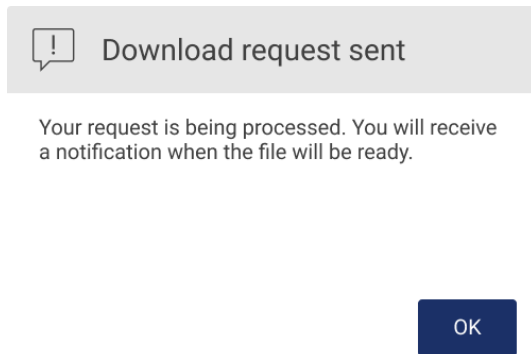 Download request sent
Your request is being processed. You will receive
a notification when the file will be ready.
OK